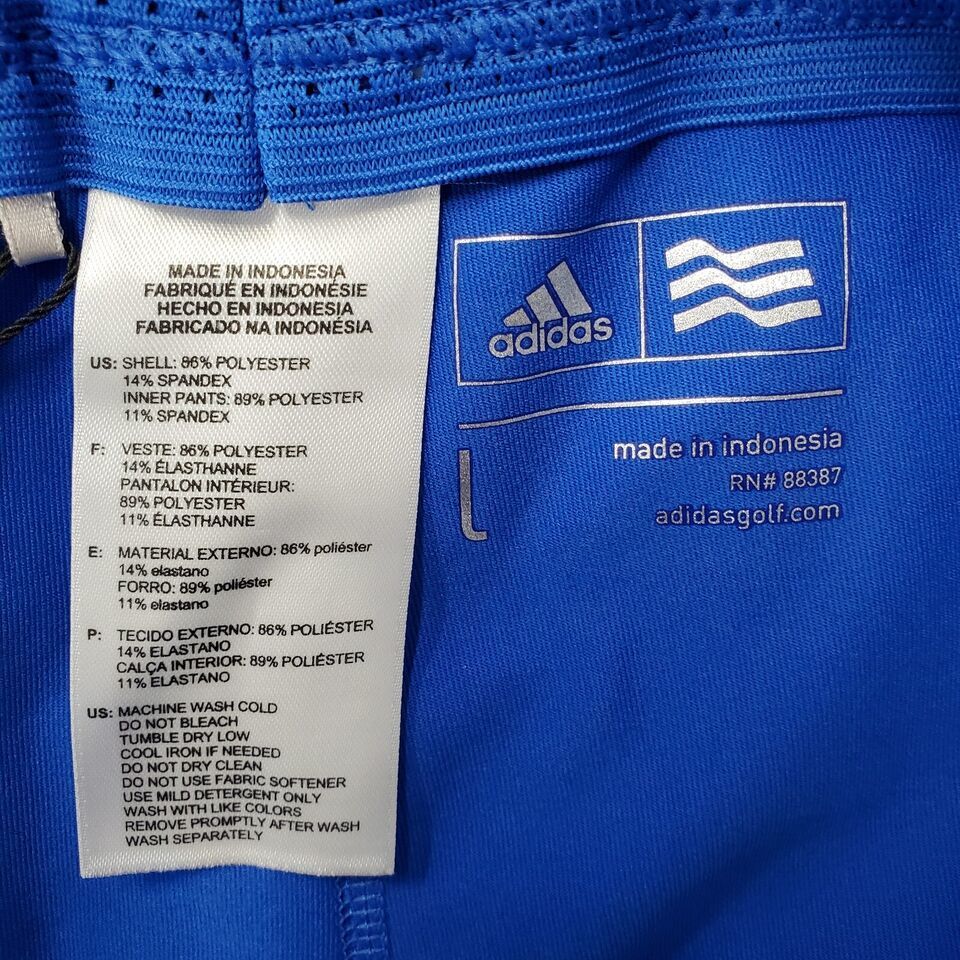 MADE IN INDONESIA
FABRIQUÉ EN INDONÉSIE
HECHO EN INDONESIA
FABRICADO NA INDONÉSIA
US: SHELL: 86% POLYESTER
14% SPANDEX
INNER PANTS: 89% POLYESTER
11% SPANDEX
F: VESTE: 86% POLYESTER
14% ÉLASTHANNE
PANTALON INTÉRIEUR:
89% POLYESTER
11% ÉLASTHANNE
E: MATERIAL EXTERNO: 86% poliéster
14% elastano
FORRO: 89% poliéster
11% elastano
P: TECIDO EXTERNO: 86% POLIÉSTER
14% ELASTANO
CALÇA INTERIOR: 89% POLIÉSTER
11% ELASTANO
US: MACHINE WASH COLD
DO NOT BLEACH
TUMBLE DRY LOW
COOL IRON IF NEEDED
DO NOT DRY CLEAN
DO NOT USE FABRIC SOFTENER
USE MILD DETERGENT ONLY
WASH WITH LIKE COLORS
REMOVE PROMPTLY AFTER WASH
WASH SEPARATELY
adidas
L
made in indonesia
RN# 88387
adidasgolf.com